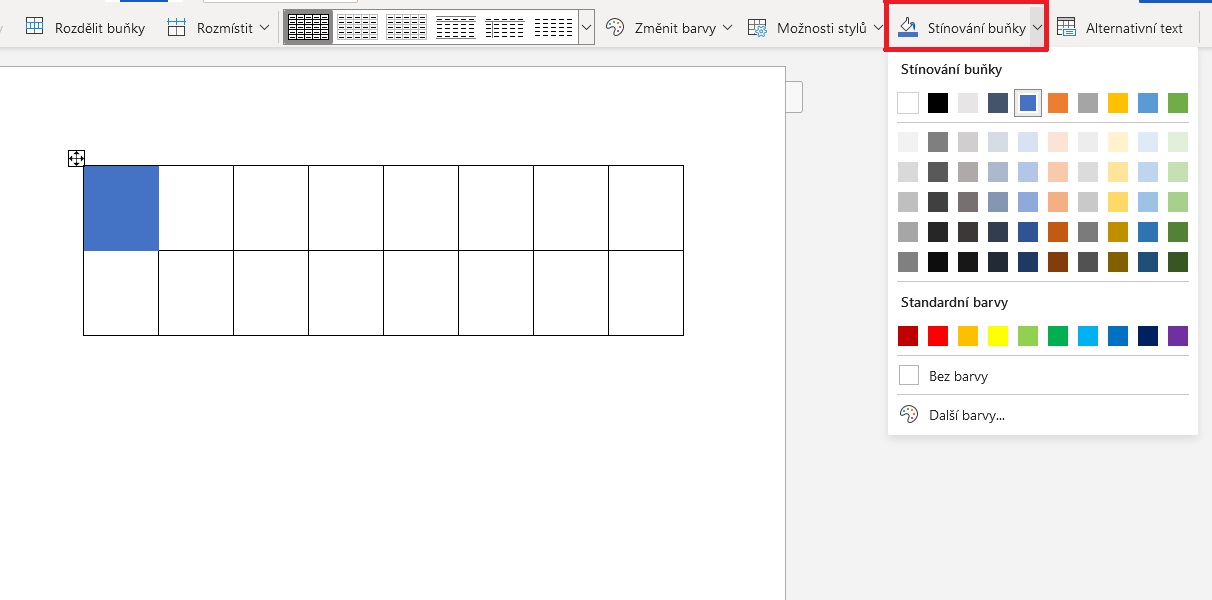 Rozdělit buňky
Rozmístit
Změnit barvy
Možnosti stylů
Stínování buňky
Alternativní text
Stínování buňky
Standardní barvy
Bez barvy
Další barvy...